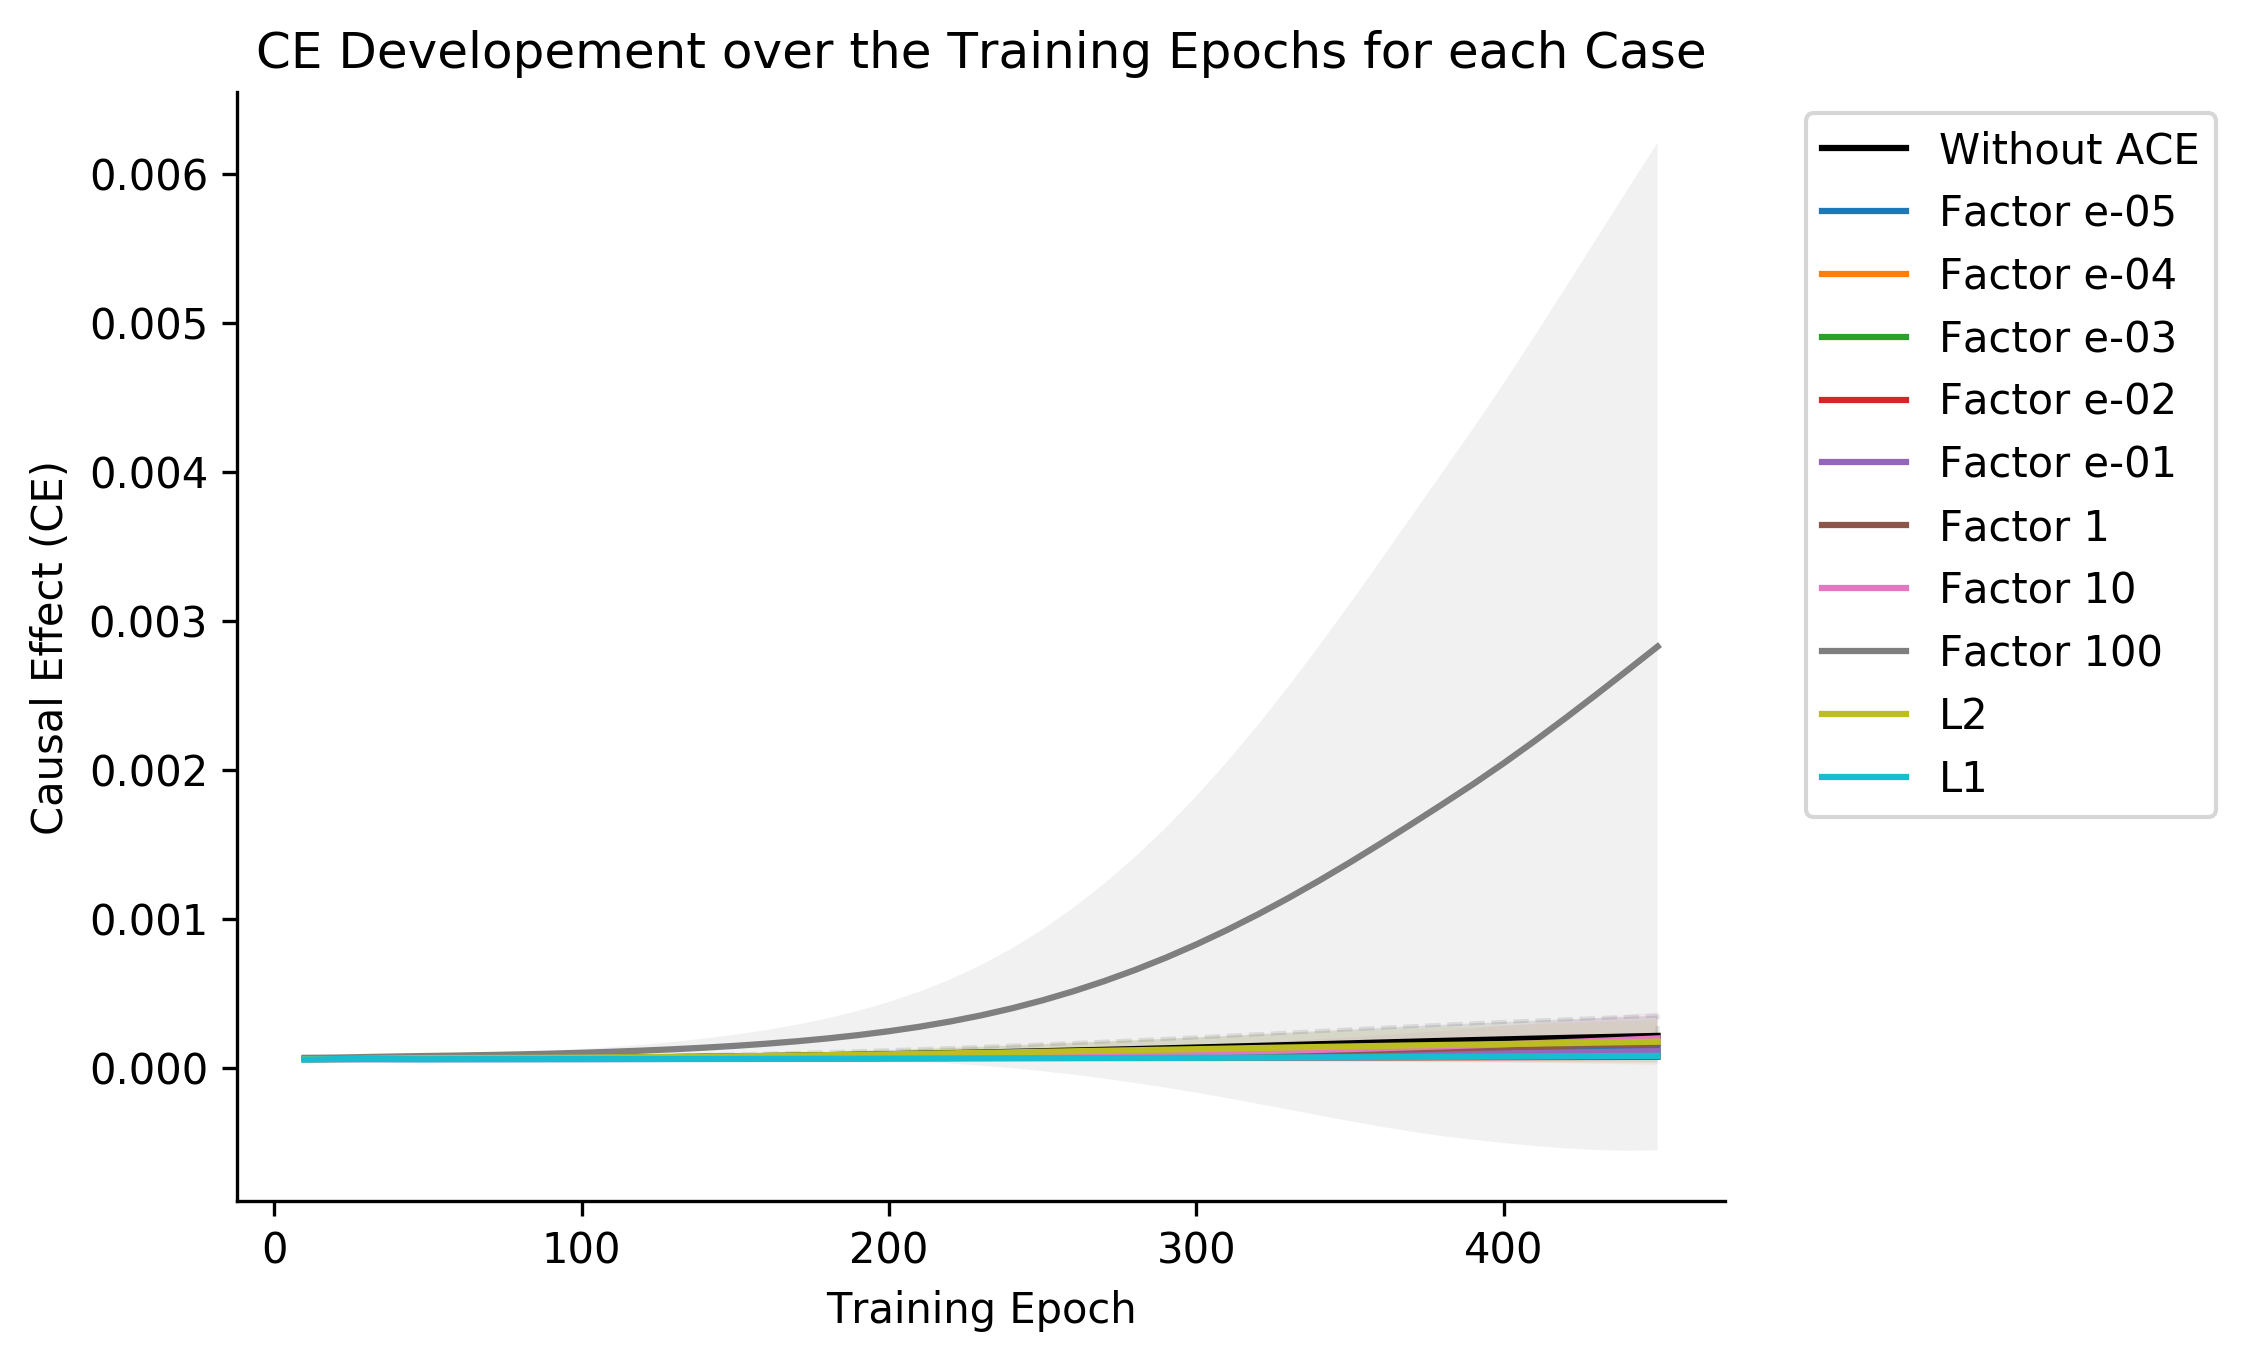 CE Developement over the Training Epochs for each Case
0.006
0.005
0.004
0.003
0.002
0.001
0.000
Causal Effect (CE)
0 100 200 300 400
Training Epoch
Without ACE
Factor e-05
Factor e-04
Factor e-03
Factor e-02
Factor e-01
Factor 1
Factor 10
Factor 100
L2
L1